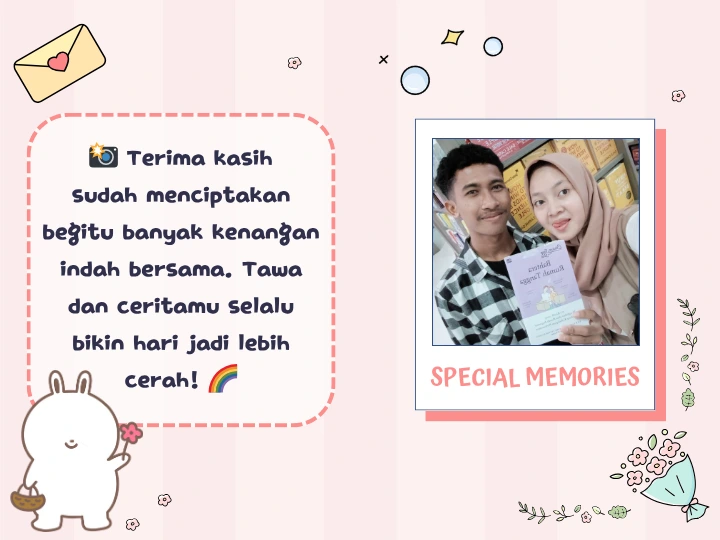 📸 Terima kasih
sudah menciptakan
begitu banyak kenangan
indah bersama. Tawa
dan ceritamu selalu
bikin hari jadi lebih
cerah! 🌈
SPECIAL MEMORIES